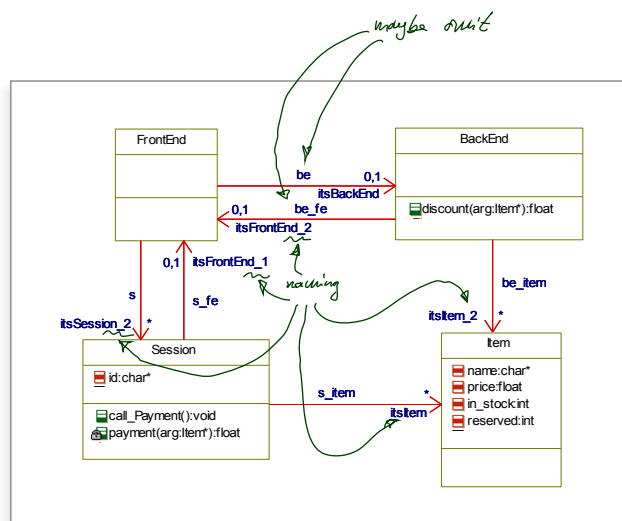 maybe omit
FrontEnd
BackEnd
be
0,1
itsBackEnd
discount(arg:Item*):float
0,1
be_fe
itsFrontEnd_2
0,1
itsFrontEnd_1
naming
s
s_fe
be_item
itsSession_2
*
itsItem_2
*
Session
id:char*
call_Payment():void
payment(arg:Item*):float
s_item
*
itsItem
Item
name:char*
price:float
in_stock:int
reserved:int